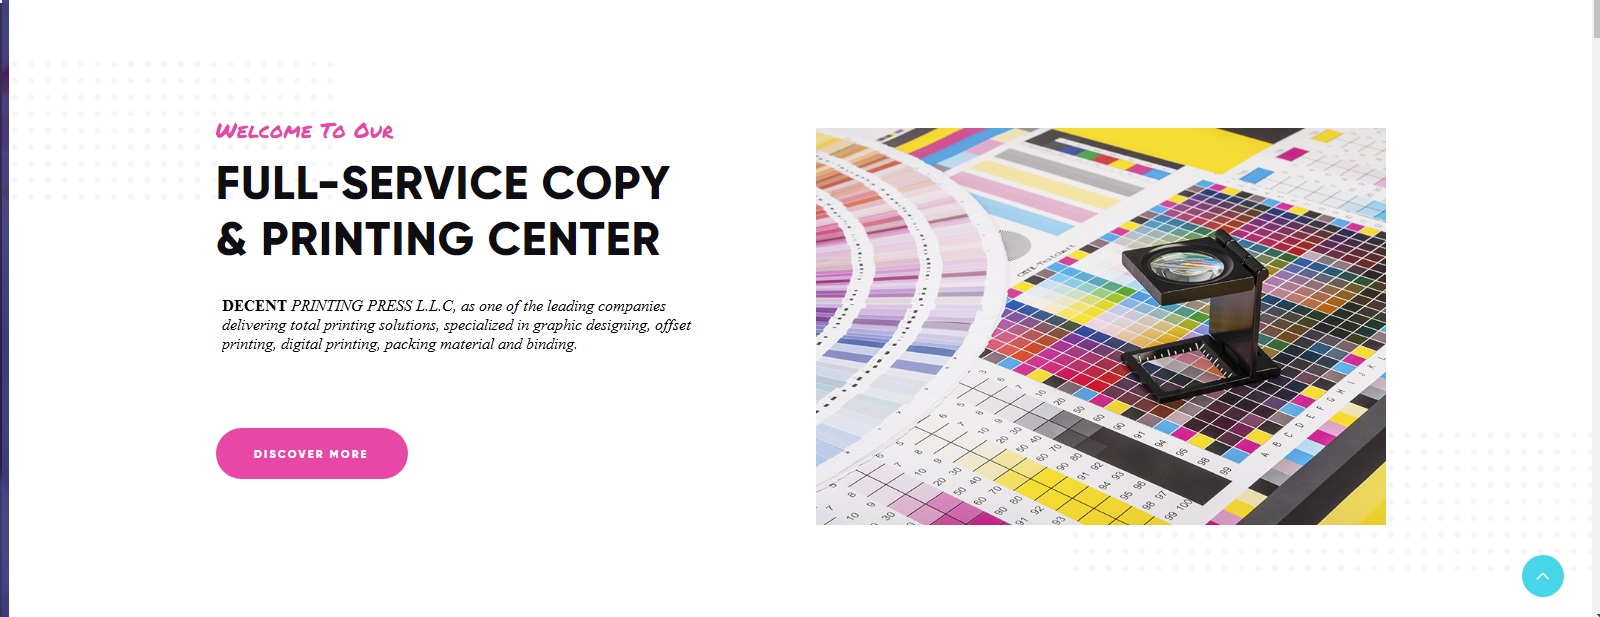 Welcome To Our
FULL-SERVICE COPY
& PRINTING CENTER
DECENT PRINTING PRESS L.L.C, as one of the leading companies
delivering total printing solutions, specialized in graphic designing, offset
printing, digital printing, packing material and binding.
DISCOVER MORE